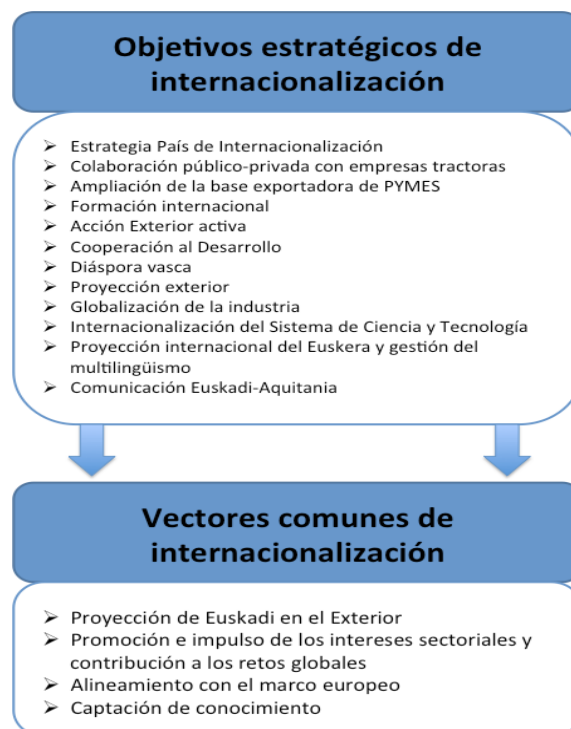 Objetivos estratégicos de
internacionalización
➢ Estrategia País de Internacionalización
➢ Colaboración público-privada con empresas tractoras
➢ Ampliación de la base exportadora de PYMES
➢ Formación internacional
➢ Acción Exterior activa
➢ Cooperación al Desarrollo
➢ Diáspora vasca
➢ Proyección exterior
➢ Globalización de la industria
➢ Internacionalización del Sistema de Ciencia y Tecnología
➢ Proyección internacional del Euskera y gestión del
multilingüismo
➢ Comunicación Euskadi-Aquitania
Vectores comunes de
internacionalización
➢ Proyección de Euskadi en el Exterior
➢ Promoción e impulso de los intereses sectoriales y
contribución a los retos globales
➢ Alineamiento con el marco europeo
➢ Captación de conocimiento